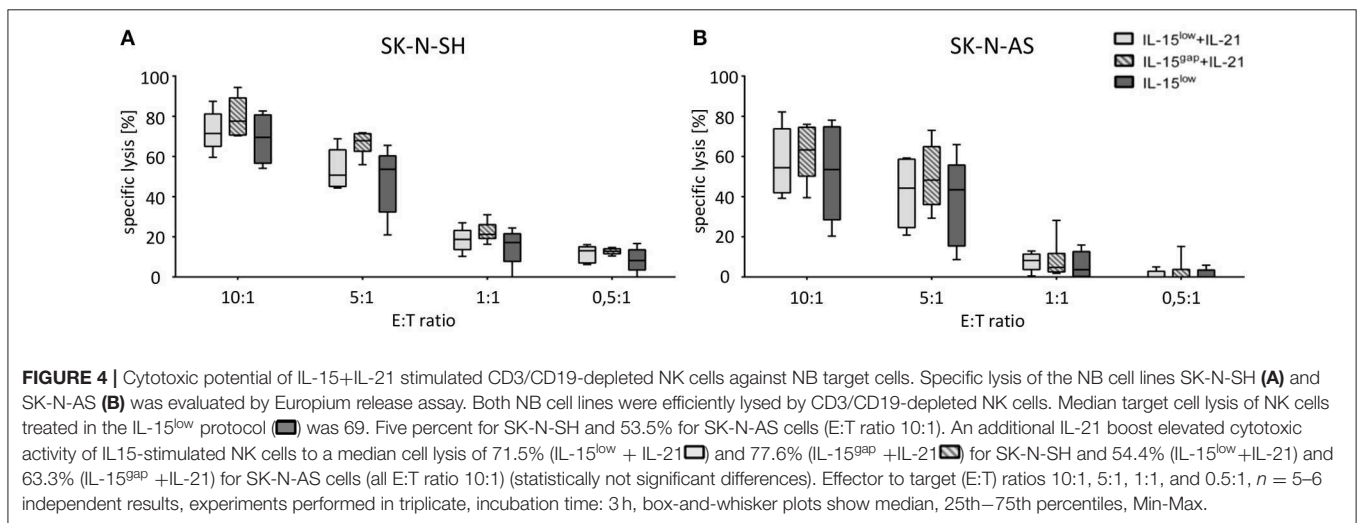 A
SK-N-SH
B
SK-N-AS
IL-15low+IL-21
IL-15gap+IL-21
IL-15low
100
80
60
40
20
0
specific lysis [%]
10:1
5:1
1:1
0,5:1
E:T ratio
100
80
60
40
20
0
specific lysis [%]
10:1
5:1
1:1
0,5:1
E:T ratio
FIGURE 4 | Cytotoxic potential of IL-15+IL-21 stimulated CD3/CD19-depleted NK cells against NB target cells. Specific lysis of the NB cell lines SK-N-SH (A) and
SK-N-AS (B) was evaluated by Europium release assay. Both NB cell lines were efficiently lysed by CD3/CD19-depleted NK cells. Median target cell lysis of NK cells
treated in the IL-15low protocol () was 69. Five percent for SK-N-SH and 53.5% for SK-N-AS cells (E:T ratio 10:1). An additional IL-21 boost elevated cytotoxic
activity of IL15-stimulated NK cells to a median cell lysis of 71.5% (IL-15low + IL-21) and 77.6% (IL-15gap +IL-21) for SK-N-SH and 54.4% (IL-15low+IL-21) and
63.3% (IL-15gap +IL-21) for SK-N-AS cells (all E:T ratio 10:1) (statistically not significant differences). Effector to target (E:T) ratios 10:1, 5:1, 1:1, and 0.5:1, n = 5–6
independent results, experiments performed in triplicate, incubation time: 3 h, box-and-whisker plots show median, 25th–75th percentiles, Min-Max.